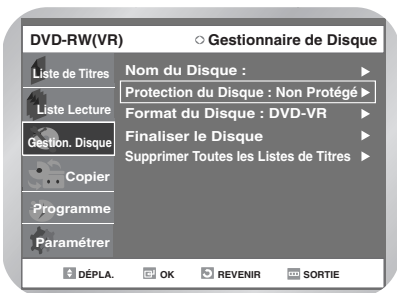 DVD-RW(VR) Gestionnaire de Disque
Liste de Titres
Liste Lecture
Gestion. Disque
Copier
Programme
Paramétrer
Nom du Disque :
Protection du Disque : Non Protégé
Format du Disque : DVD-VR
Finaliser le Disque
Supprimer Toutes les Listes de Titres
DÉPLA. OK REVENIR SORTIE